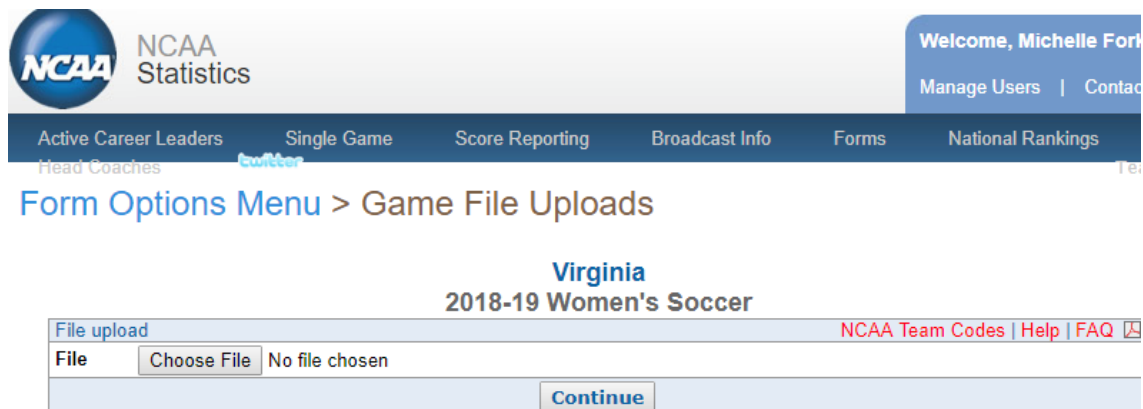 NCAA
NCAA
Statistics
Welcome, Michelle
Manage Users |
Active Career Leaders Single Game Score Reporting Broadcast Info Forms National Rankings
Head Coaches twitter
Form Options Menu > Game File Uploads
Virginia
2018-19 Women's Soccer
File upload NCAA Team Codes | Help | FAQ
File Choose File No file chosen
Continue